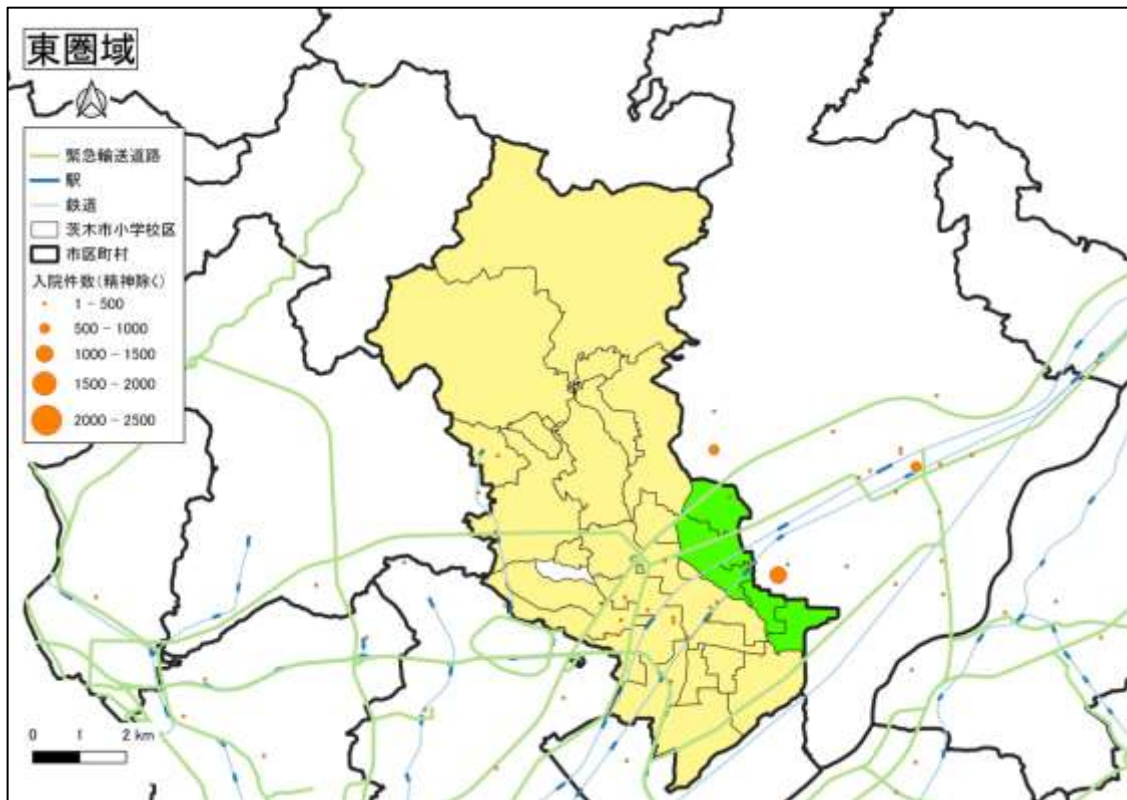 東圏域
緊急輸送道路
駅
鉄道
茨木市小学校区
市区町村
入院件数(精神除く)
1 - 500
500 - 1000
1000 - 1500
1500 - 2000
2000 - 2500
0 1 2 km